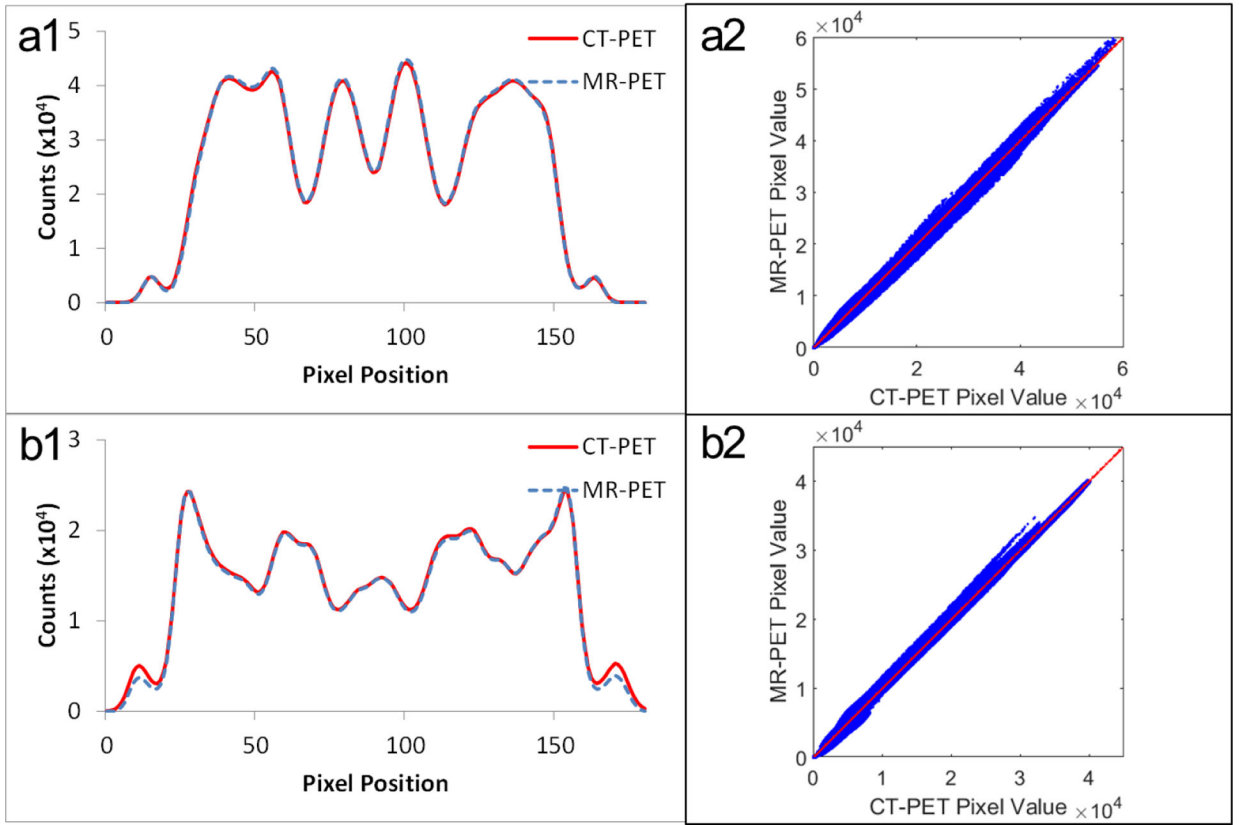 a1
CT-PET
MR-PET
Counts (x10⁴)
5
4
3
2
1
0
0 50 100 150
Pixel Position
a2
×10⁴
MR-PET Pixel Value
6
4
2
0
0 2 4 6
CT-PET Pixel Value ×10⁴
b1
CT-PET
MR-PET
Counts (x10⁴)
3
2
1
0
0 50 100 150
Pixel Position
b2
×10⁴
MR-PET Pixel Value
4
3
2
1
0
0 1 2 3 4
CT-PET Pixel Value ×10⁴